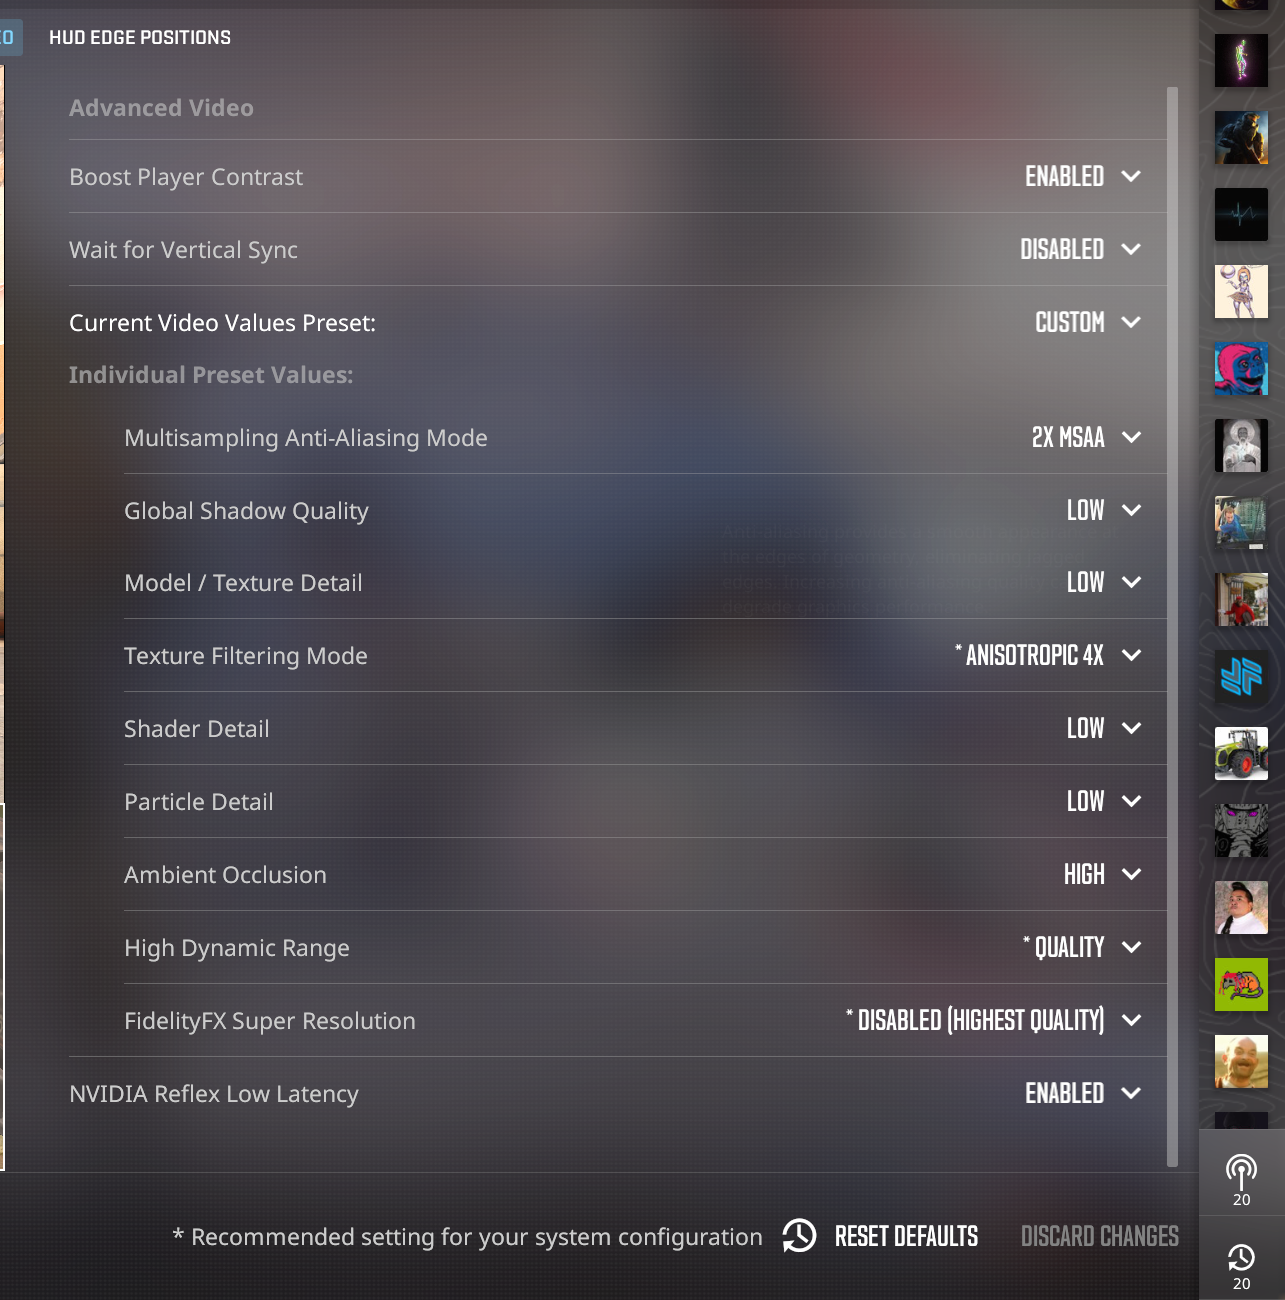 EO HUD EDGE POSITIONS
Advanced Video
Boost Player Contrast ENABLED
Wait for Vertical Sync DISABLED
Current Video Values Preset: CUSTOM
Individual Preset Values:
Multisampling Anti-Aliasing Mode 2X MSAA
Global Shadow Quality LOW
Model / Texture Detail LOW
Texture Filtering Mode * ANISOTROPIC 4X
Shader Detail LOW
Particle Detail LOW
Ambient Occlusion HIGH
High Dynamic Range * QUALITY
FidelityFX Super Resolution * DISABLED (HIGHEST QUALITY)
NVIDIA Reflex Low Latency ENABLED
* Recommended setting for your system configuration RESET DEFAULTS DISCARD CHANGES
20
20